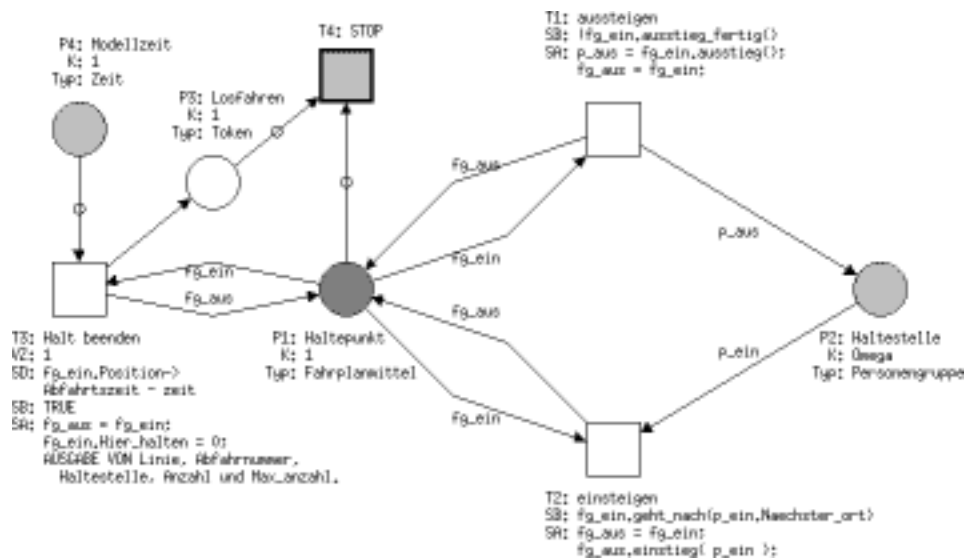 P4: Modellzeit
K: 1
Typ: Zeit
P3: Losfahren
K: 1
Typ: Token
T4: STOP
T1: aussteigen
SB: !fg_ein.ausstieg_fertig()
SA: p_aus = fg_ein.ausstieg();
fg_aus = fg_ein;
fg_aus
fg_ein
p_aus
fg_ein
fg_aus
fg_aus
p_ein
fg_ein
T3: Halt beenden
VZ: 1
SD: fg_ein.Position->
Abfahrtszeit - zeit
SB: TRUE
SA: fg_aus = fg_ein;
fg_ein.Hier_halten = 0;
AUSGABE VON Linie, Abfahrnummer,
Haltestelle, Anzahl und Max_anzahl.
P1: Haltepunkt
K: 1
Typ: Fahrplanmittel
P2: Haltestelle
K: Omega
Typ: Personengruppe
T2: einsteigen
SB: fg_ein.geht_nach(p_ein.Naechster_ort)
SA: fg_aus = fg_ein;
fg_aus.einstieg( p_ein );